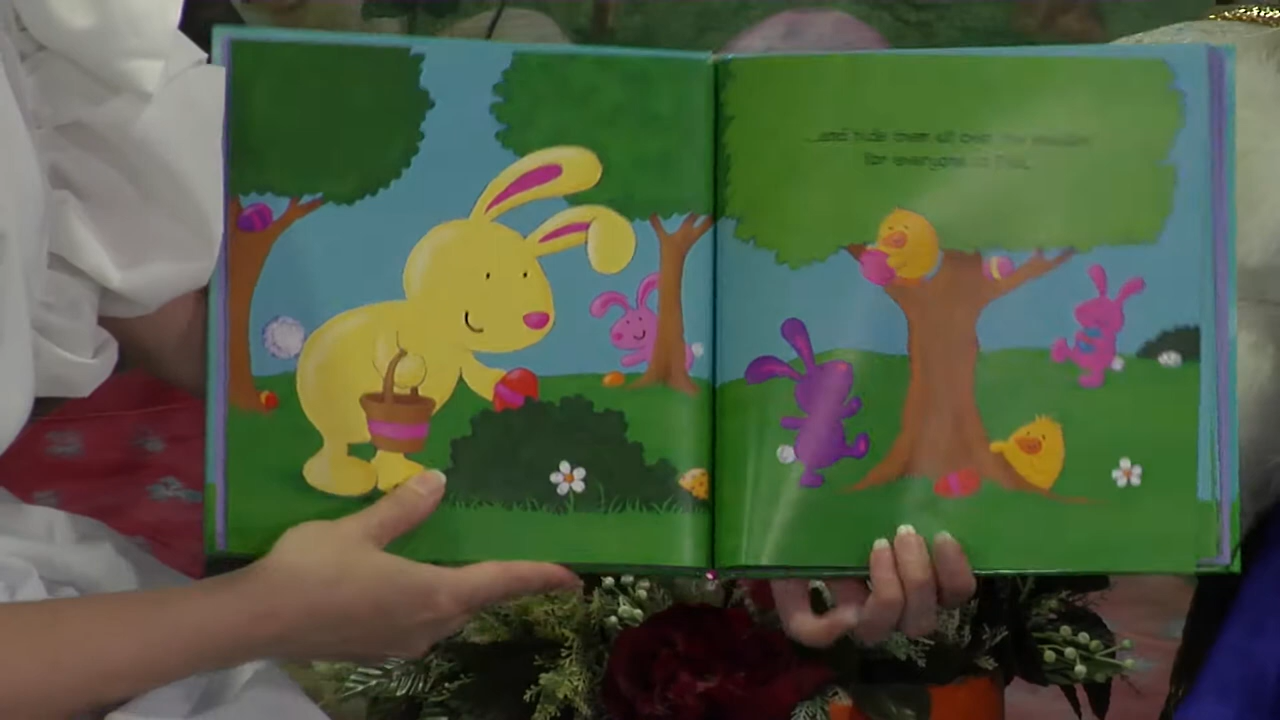 ...and hide them all over the meadow
for everyone to find.